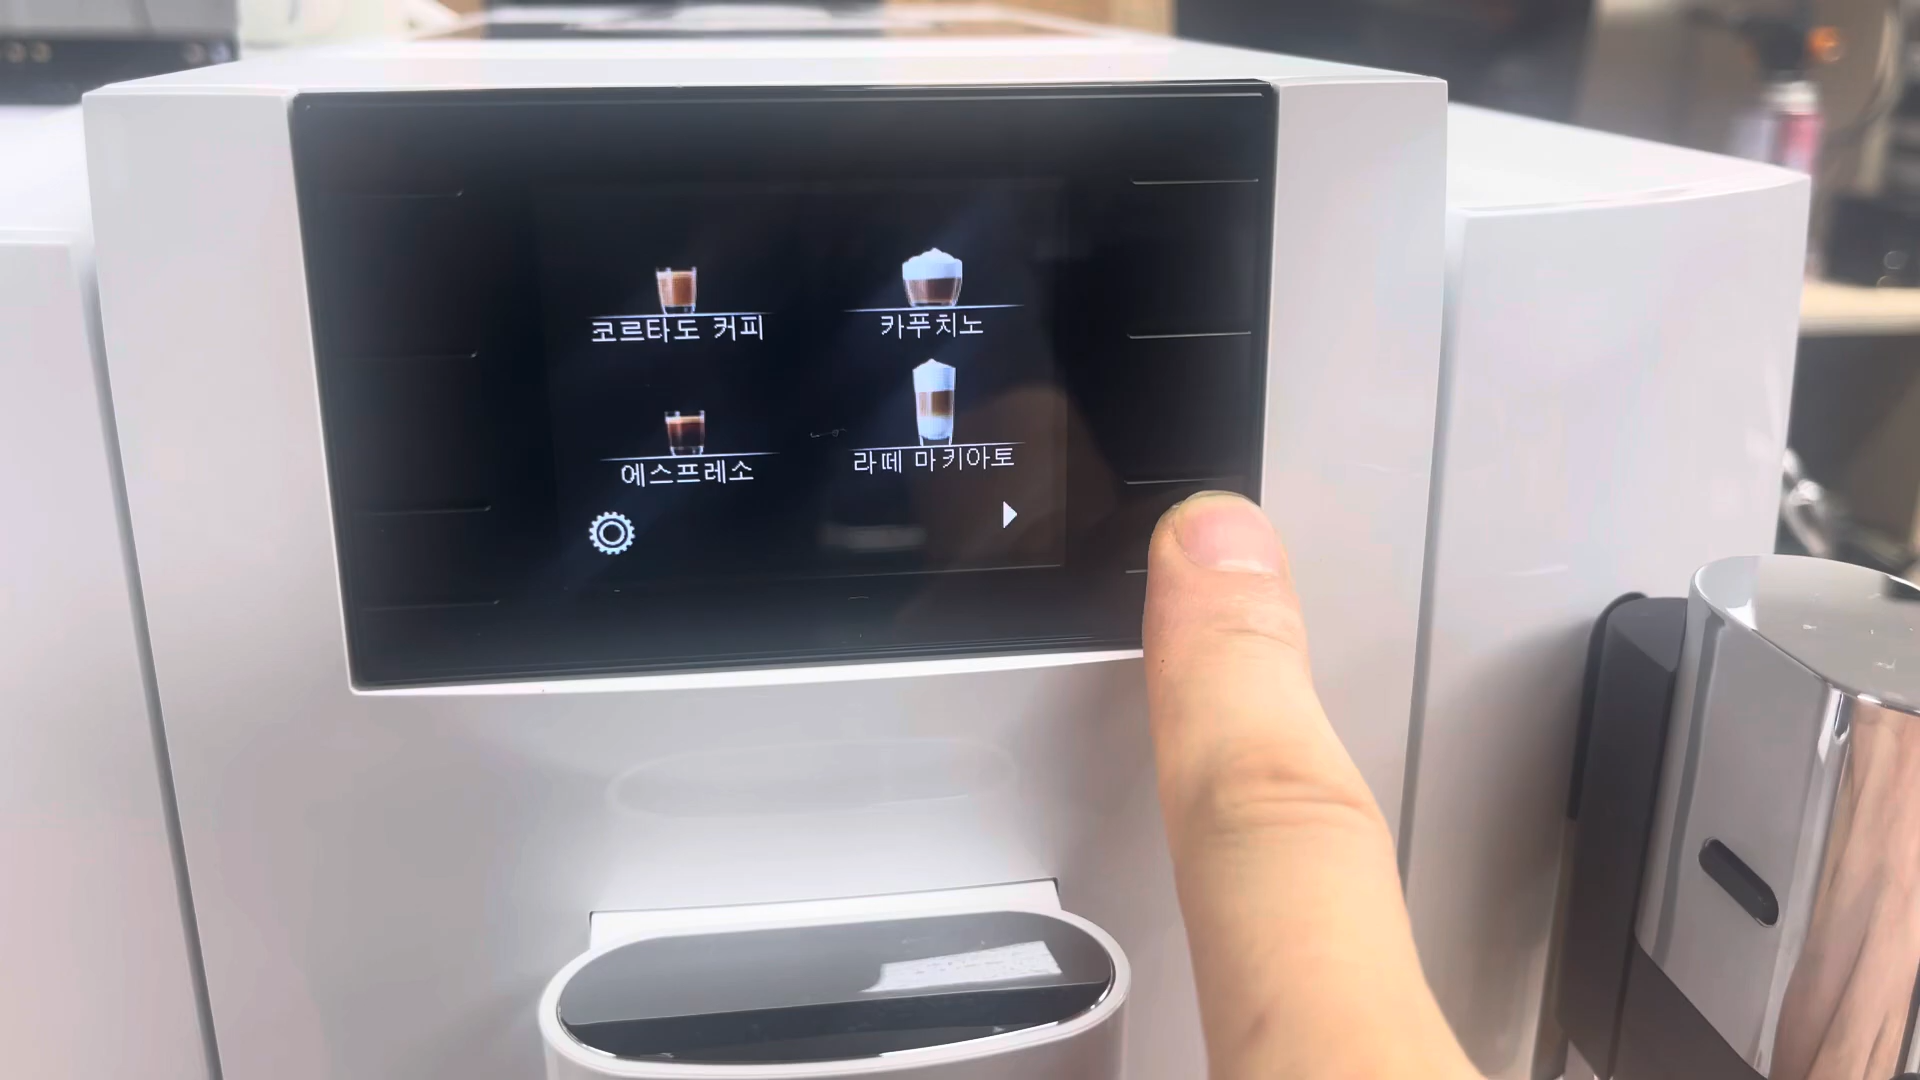 코르타도 커피
카푸치노
에스프레소
라떼 마키아토